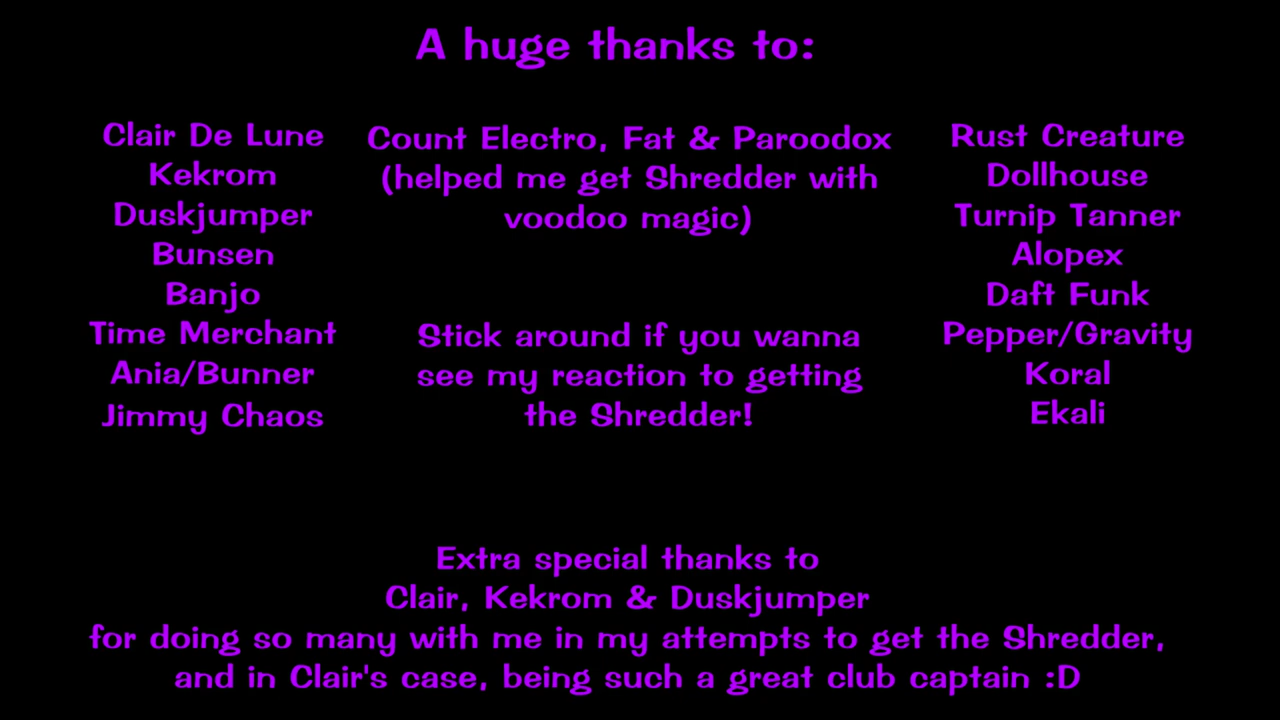 A huge thanks to:
Clair De Lune
Kekrom
Duskjumper
Bunsen
Banjo
Time Merchant
Ania/Bunner
Jimmy Chaos
Count Electro, Fat & Paroodox
(helped me get Shredder with
voodoo magic)
Stick around if you wanna
see my reaction to getting
the Shredder!
Rust Creature
Dollhouse
Turnip Tanner
Alopex
Daft Funk
Pepper/Gravity
Koral
Ekali
Extra special thanks to
Clair, Kekrom & Duskjumper
for doing so many with me in my attempts to get the Shredder,
and in Clair's case, being such a great club captain :D